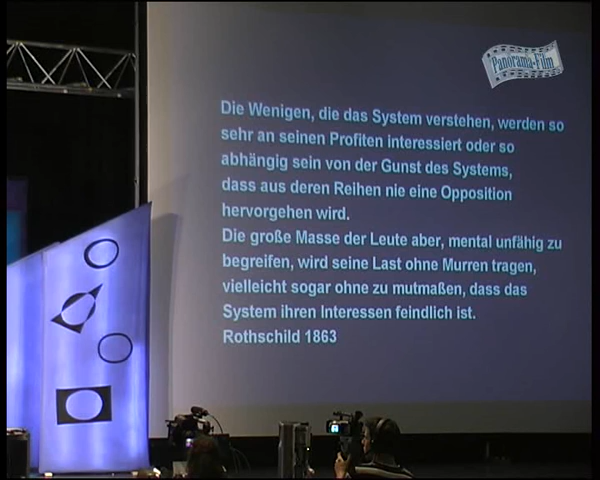 Panorama-Film
Die Wenigen, die das System verstehen, werden so
sehr an seinen Profiten interessiert oder so
abhängig sein von der Gunst des Systems,
dass aus deren Reihen nie eine Opposition
hervorgehen wird.
Die große Masse der Leute aber, mental unfähig zu
begreifen, wird seine Last ohne Murren tragen,
vielleicht sogar ohne zu mutmaßen, dass das
System ihren Interessen feindlich ist.
Rothschild 1863